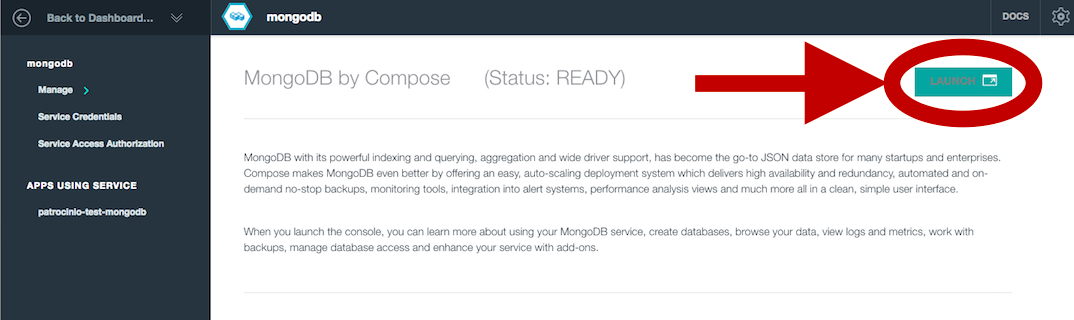 Back to Dashboard...
mongodb
DOCS
mongodb
Manage
Service Credentials
Service Access Authorization
APPS USING SERVICE
patrocinio-test-mongodb
MongoDB by Compose (Status: READY)
LAUNCH
MongoDB with its powerful indexing and querying, aggregation and wide driver support, has become the go-to JSON data store for many startups and enterprises.
Compose makes MongoDB even better by offering an easy, auto-scaling deployment system which delivers high availability and redundancy, automated and on-
demand no-stop backups, monitoring tools, integration into alert systems, performance analysis views and much more all in a clean, simple user interface.
When you launch the console, you can learn more about using your MongoDB service, create databases, browse your data, view logs and metrics, work with
backups, manage database access and enhance your service with add-ons.